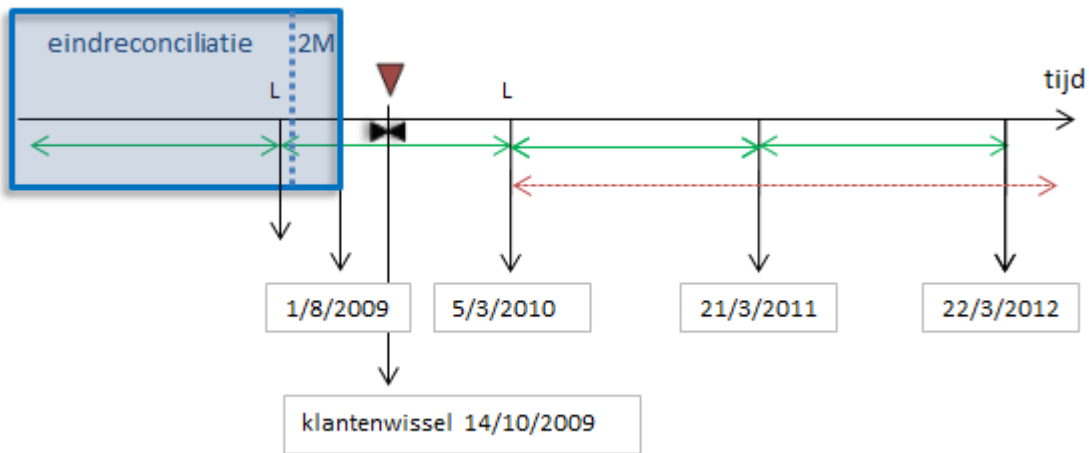 eindreconciliatie 2M
L L tijd
1/8/2009 5/3/2010 21/3/2011 22/3/2012
klantenwissel 14/10/2009